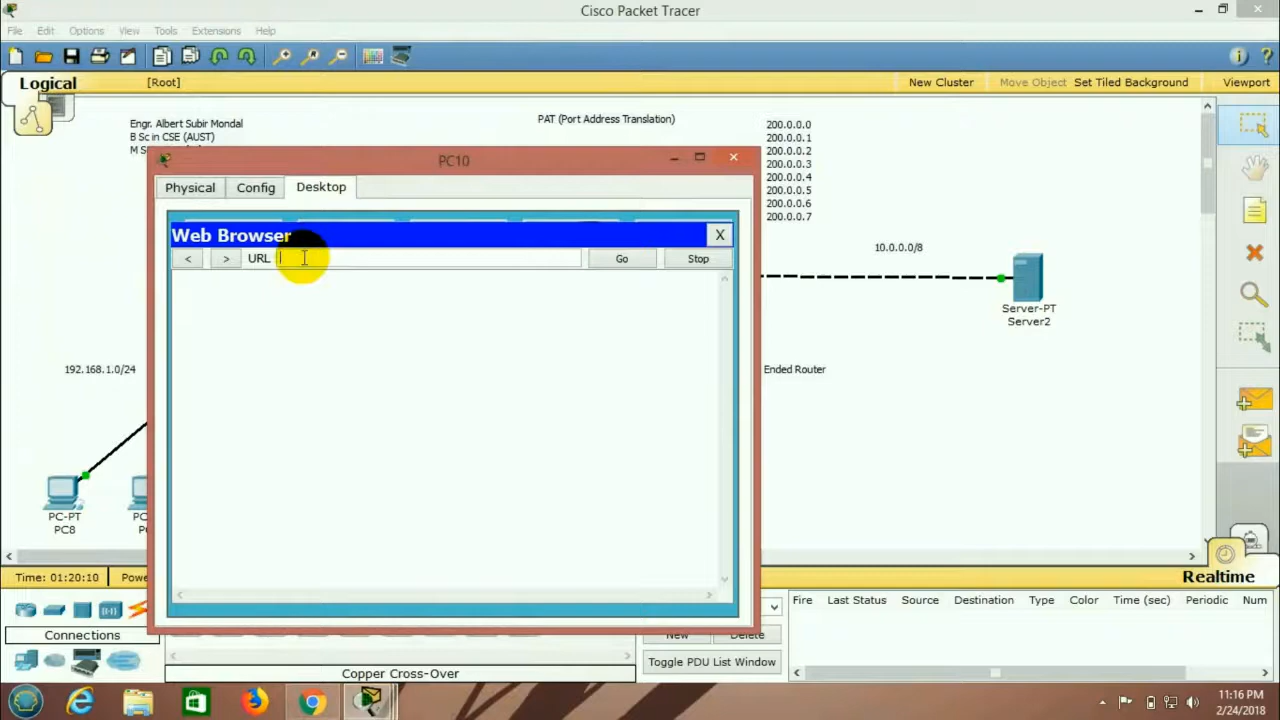 Cisco Packet Tracer
File Edit Options View Tools Extensions Help
Logical
[Root]
New Cluster
Move Object
Set Tiled Background
Viewport
Engr. Albert Subir Mondal
B Sc in CSE (AUST)
PAT (Port Address Translation)
200.0.0.0
200.0.0.1
200.0.0.2
200.0.0.3
200.0.0.4
200.0.0.5
200.0.0.6
200.0.0.7
PC10
Physical Config Desktop
Web Browser
X
< > URL
Go
Stop
10.0.0.0/8
Server-PT
Server2
192.168.1.0/24
Ended Router
PC-PT
PC8
Time: 01:20:10
Realtime
Connections
Copper Cross-Over
New
Delete
Toggle PDU List Window
Fire Last Status Source Destination Type Color Time (sec) Periodic Num
11:16 PM
2/24/2018